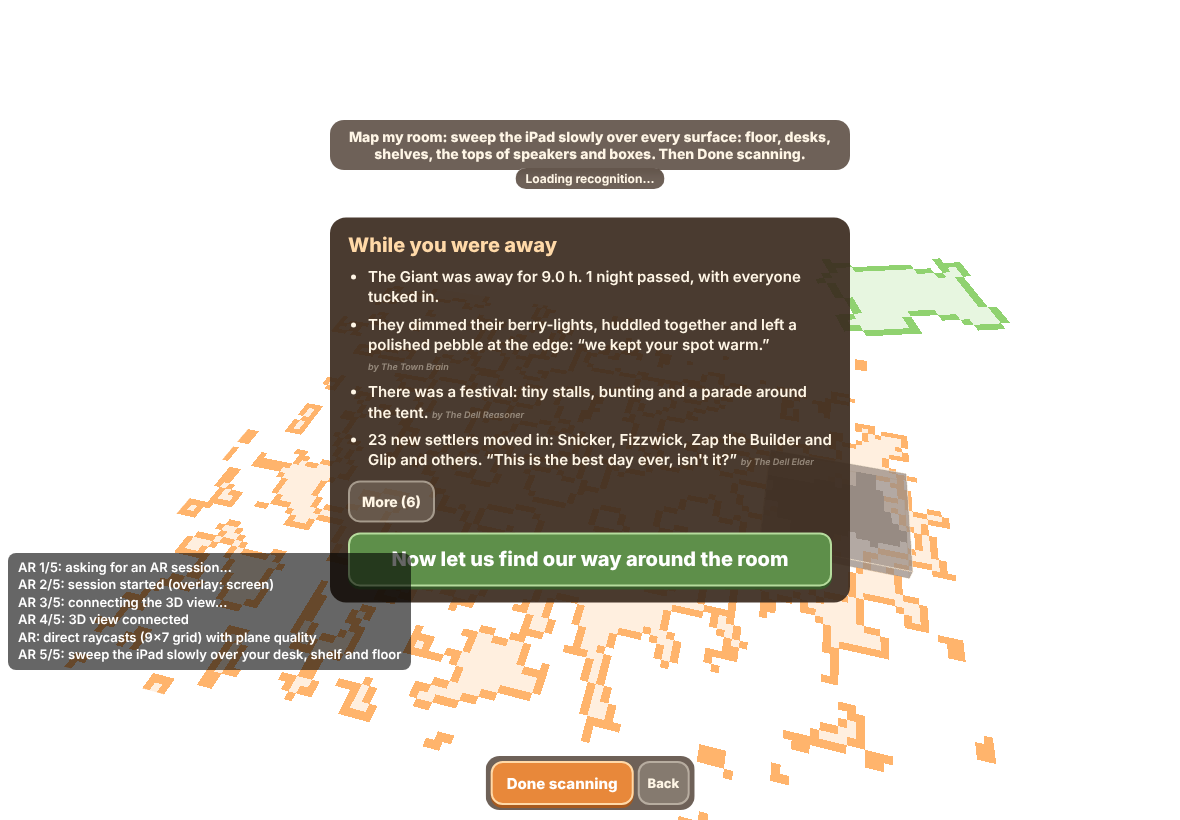 Map my room: sweep the iPad slowly over every surface: floor, desks,
shelves, the tops of speakers and boxes. Then Done scanning.
Loading recognition...
While you were away
• The Giant was away for 9.0 h. 1 night passed, with everyone
tucked in.
• They dimmed their berry-lights, huddled together and left a
polished pebble at the edge: “we kept your spot warm.”
by The Town Brain
• There was a festival: tiny stalls, bunting and a parade around
the tent. by The Dell Reasoner
• 23 new settlers moved in: Snicker, Fizzwick, Zap the Builder and
Glip and others. “This is the best day ever, isn't it?” by The Dell Elder
More (6)
Now let us find our way around the room
AR 1/5: asking for an AR session...
AR 2/5: session started (overlay: screen)
AR 3/5: connecting the 3D view...
AR 4/5: 3D view connected
AR: direct raycasts (9×7 grid) with plane quality
AR 5/5: sweep the iPad slowly over your desk, shelf and floor
Done scanning
Back